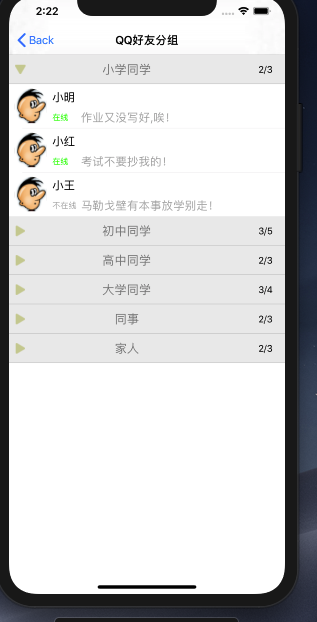 2:22
Back QQ好友分组
小学同学 2/3
小明
在线 作业又没写好,唉!
小红
在线 考试不要抄我的!
小王
不在线 马勒戈壁有本事放学别走!
初中同学 3/5
高中同学 2/3
大学同学 3/4
同事 2/3
家人 2/3